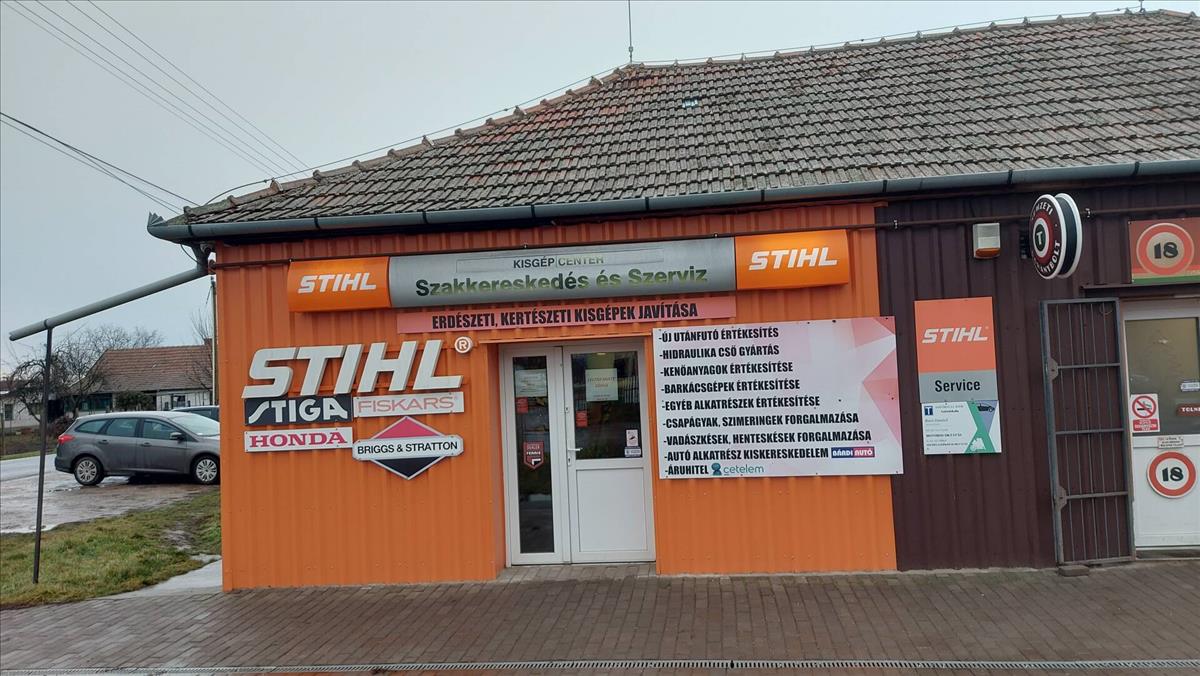 STIHL
KISGÉP CENTER
Szakkereskedés és Szerviz
STIHL
ERDÉSZETI, KERTÉSZETI KISGÉPEK JAVÍTÁSA
STIHL®
STIGA
FISKARS
HONDA
BRIGGS & STRATTON
-ÚJ UTÁNFUTÓ ÉRTÉKESÍTÉS
-HIDRAULIKA CSŐ GYÁRTÁS
-KENŐANYAGOK ÉRTÉKESÍTÉSE
-BARKÁCSGÉPEK ÉRTÉKESÍTÉSE
-EGYÉB ALKATRÉSZEK ÉRTÉKESÍTÉSE
-CSAPÁGYAK, SZIMERINGEK FORGALMAZÁSA
-VADÁSZKÉSEK, HENTESKÉSEK FORGALMAZÁSA
-AUTÓ ALKATRÉSZ KISKERESKEDELEM BÁRDI AUTÓ
-ÁRUHITEL cetelem
STIHL
Service
T
NEMZETI
T
18
18